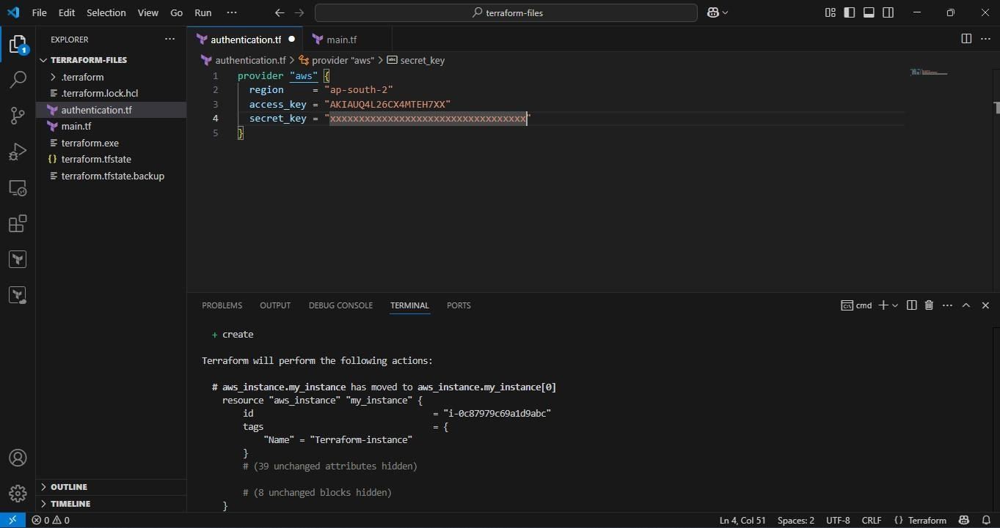 File Edit Selection View Go Run ··· terraform-files
EXPLORER ···
1
TERRAFORM-FILES
.terraform
.terraform.lock.hcl
authentication.tf
main.tf
terraform.exe
{} terraform.tfstate
terraform.tfstate.backup
OUTLINE
TIMELINE
authentication.tf main.tf
authentication.tf > provider "aws" > abc secret_key
1 provider "aws" {
2 region = "ap-south-2"
3 access_key = "AKIAUQ4L26CX4MTEH7XX"
4 secret_key = "xxxxxxxxxxxxxxxxxxxxxxxxxxxxxxxxxx"
5 }
PROBLEMS OUTPUT DEBUG CONSOLE TERMINAL PORTS cmd
+ create
Terraform will perform the following actions:
# aws_instance.my_instance has moved to aws_instance.my_instance[0]
resource "aws_instance" "my_instance" {
id = "i-0c87979c69a1d9abc"
tags = {
"Name" = "Terraform-instance"
}
# (39 unchanged attributes hidden)
# (8 unchanged blocks hidden)
}
0 0 Ln 4, Col 51 Spaces: 2 UTF-8 CRLF {} Terraform